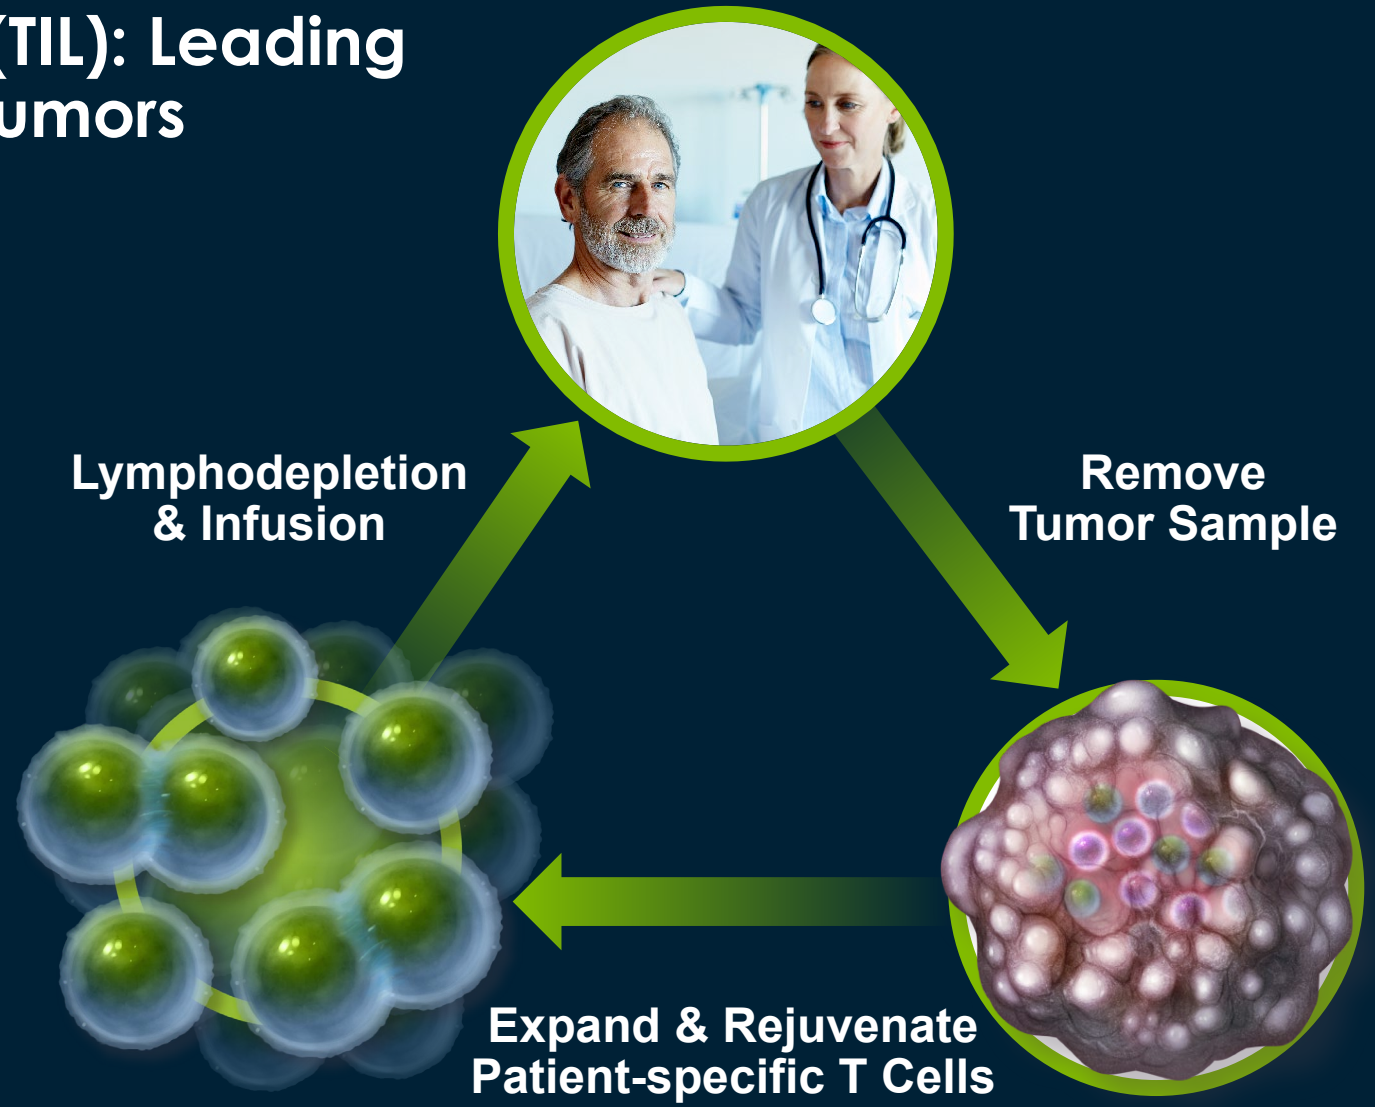 (TIL): Leading
umors
Lymphodepletion
& Infusion
Remove
Tumor Sample
Expand & Rejuvenate
Patient-specific T Cells